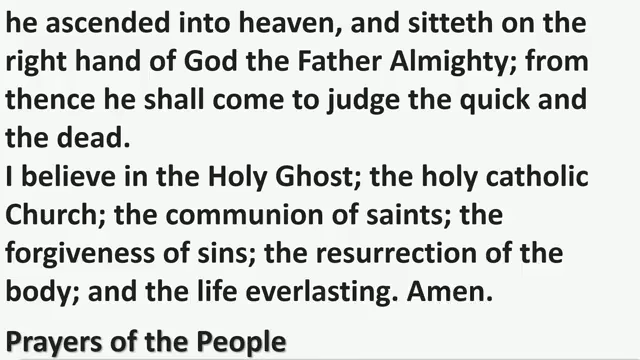 he ascended into heaven, and sitteth on the
right hand of God the Father Almighty; from
thence he shall come to judge the quick and
the dead.
I believe in the Holy Ghost; the holy catholic
Church; the communion of saints; the
forgiveness of sins; the resurrection of the
body; and the life everlasting. Amen.
Prayers of the People